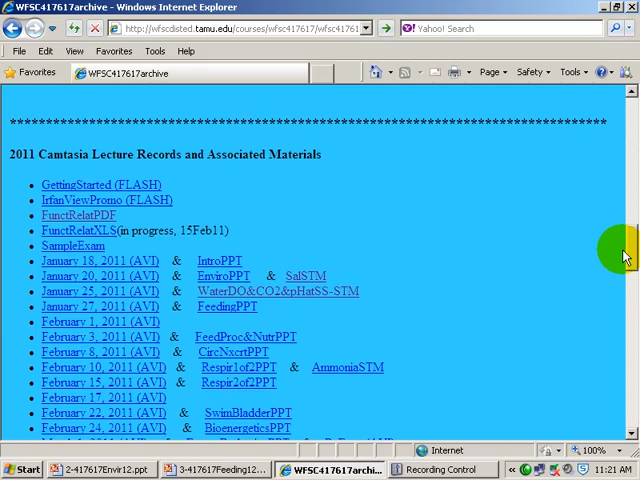 WFSC417617archive - Windows Internet Explorer
http://wfscdisted.tamu.edu/courses/wfsc417617/wfsc41761
Yahoo! Search
File Edit View Favorites Tools Help
Favorites WFSC417617archive Page Safety Tools
2011 Camtasia Lecture Records and Associated Materials
GettingStarted (FLASH)
IrfanViewPromo (FLASH)
FunctRelatPDF
FunctRelatXLS(in progress, 15Feb11)
SampleExam
January 18, 2011 (AVI) & IntroPPT
January 20, 2011 (AVI) & EnviroPPT & SalSTM
January 25, 2011 (AVI) & WaterDO&CO2&pHatSS-STM
January 27, 2011 (AVI) & FeedingPPT
February 1, 2011 (AVI)
February 3, 2011 (AVI) & FeedProc&NutrPPT
February 8, 2011 (AVI) & CircNxcrtPPT
February 10, 2011 (AVI) & Respir1of2PPT & AmmoniaSTM
February 15, 2011 (AVI) & Respir2of2PPT
February 17, 2011 (AVI)
February 22, 2011 (AVI) & SwimBladderPPT
February 24, 2011 (AVI) & BioenergeticsPPT
Internet 100%
Start 2-417617Envir12.ppt 3-417617Feeding12... WFSC417617archi... Recording Control 11:21 AM